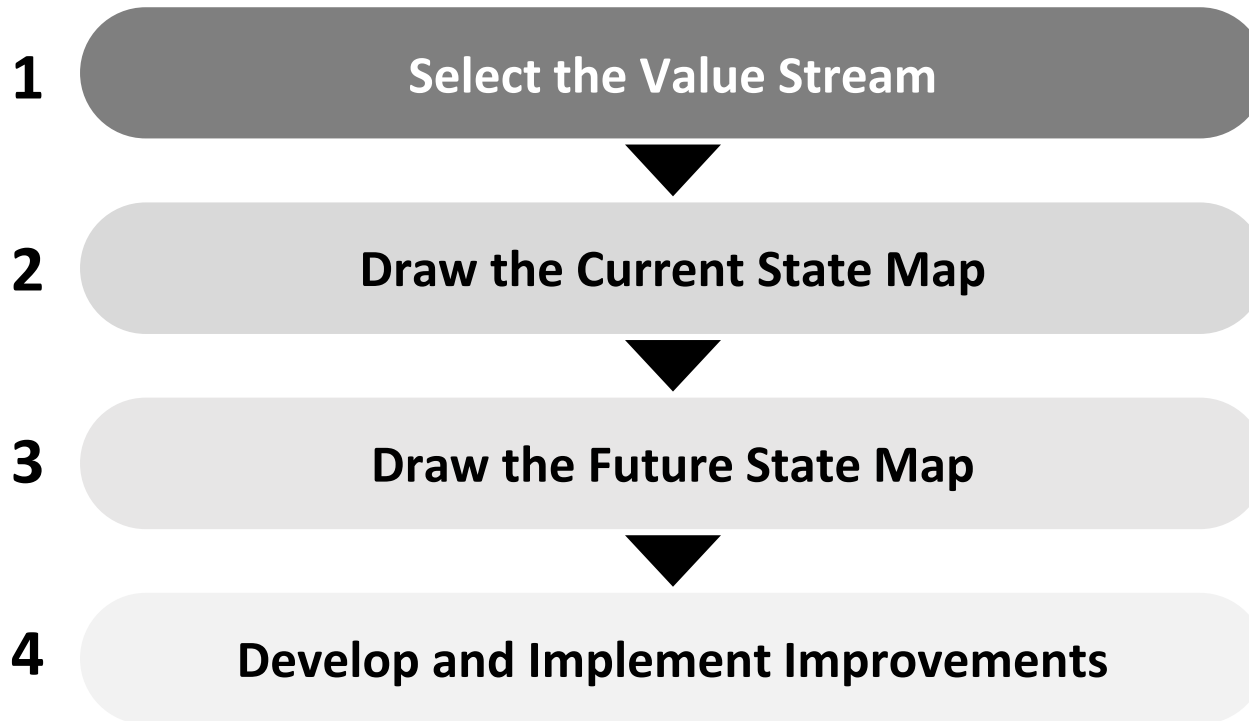 1 Select the Value Stream
2 Draw the Current State Map
3 Draw the Future State Map
4 Develop and Implement Improvements